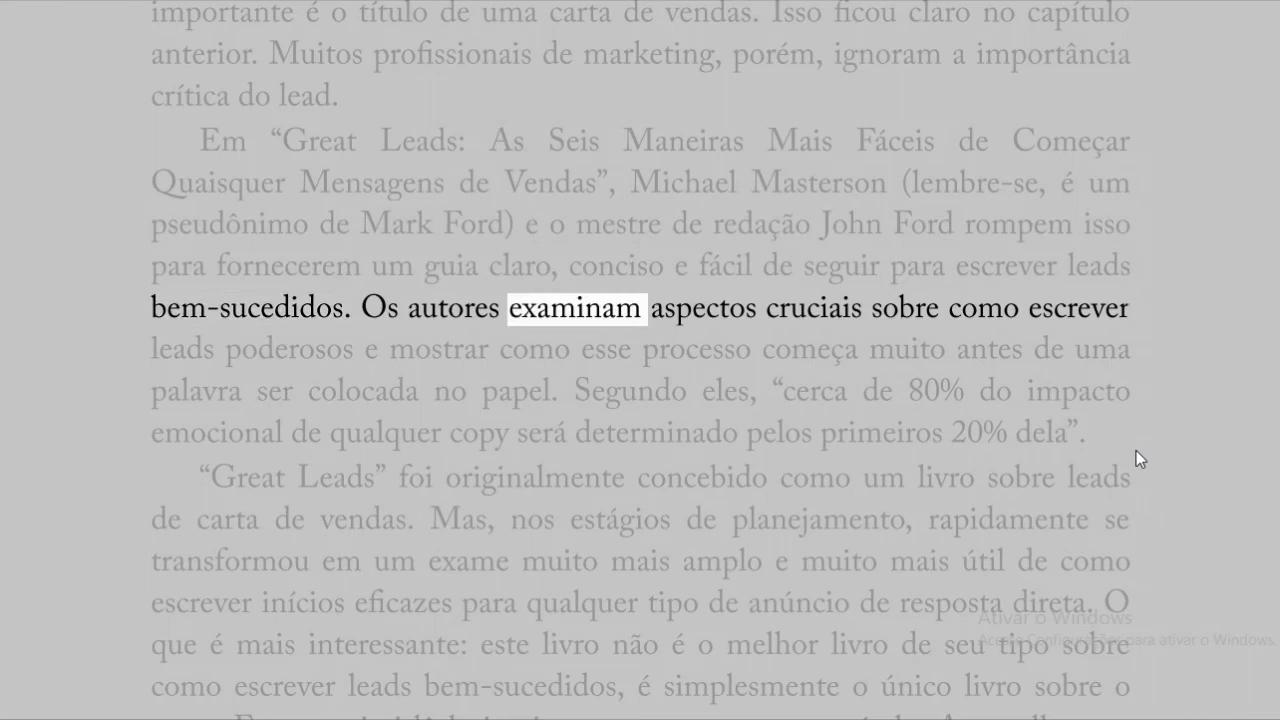 importante é o título de uma carta de vendas. Isso ficou claro no capítulo
anterior. Muitos profissionais de marketing, porém, ignoram a importância
crítica do lead.
Em “Great Leads: As Seis Maneiras Mais Fáceis de Começar
Quaisquer Mensagens de Vendas”, Michael Masterson (lembre-se, é um
pseudônimo de Mark Ford) e o mestre de redação John Ford rompem isso
para fornecerem um guia claro, conciso e fácil de seguir para escrever leads
bem-sucedidos. Os autores examinam aspectos cruciais sobre como escrever
leads poderosos e mostrar como esse processo começa muito antes de uma
palavra ser colocada no papel. Segundo eles, “cerca de 80% do impacto
emocional de qualquer copy será determinado pelos primeiros 20% dela”.
“Great Leads” foi originalmente concebido como um livro sobre leads
de carta de vendas. Mas, nos estágios de planejamento, rapidamente se
transformou em um exame muito mais amplo e muito mais útil de como
escrever inícios eficazes para qualquer tipo de anúncio de resposta direta. O
Ativar o Windows
Acesse Configurações para ativar o Windows.
que é mais interessante: este livro não é o melhor livro de seu tipo sobre
como escrever leads bem-sucedidos, é simplesmente o único livro sobre o